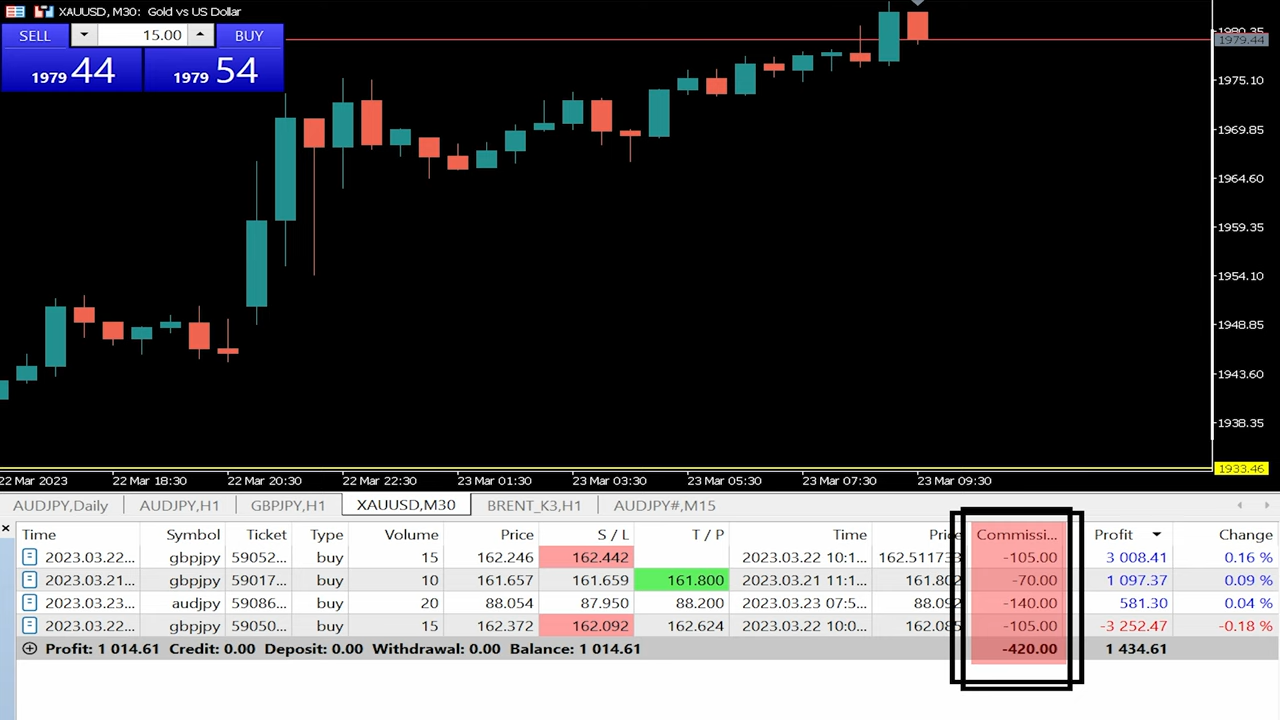 XAUUSD, M30: Gold vs US Dollar
SELL 15.00 BUY
1979 44 1979 54
1979.44
1975.10
1969.85
1964.60
1959.35
1954.10
1948.85
1943.60
1938.35
1933.46
22 Mar 2023 22 Mar 18:30 22 Mar 20:30 22 Mar 22:30 23 Mar 01:30 23 Mar 03:30 23 Mar 05:30 23 Mar 07:30 23 Mar 09:30
AUDJPY,Daily AUDJPY,H1 GBPJPY,H1 XAUUSD,M30 BRENT_K3,H1 AUDJPY#,M15
Time Symbol Ticket Type Volume Price S / L T / P Time Commissi... Profit Change
2023.03.22... gbpjpy 59052... buy 15 162.246 162.442 2023.03.22 10:1... 162.511733 -105.00 3 008.41 0.16 %
2023.03.21... gbpjpy 59017... buy 10 161.657 161.659 161.800 2023.03.21 11:1... 161.802 -70.00 1 097.37 0.09 %
2023.03.23... audjpy 59086... buy 20 88.054 87.950 88.200 2023.03.23 07:5... 88.092 -140.00 581.30 0.04 %
2023.03.22... gbpjpy 59050... buy 15 162.372 162.092 162.624 2023.03.22 10:0... 162.085 -105.00 -3 252.47 -0.18 %
Profit: 1 014.61 Credit: 0.00 Deposit: 0.00 Withdrawal: 0.00 Balance: 1 014.61 -420.00 1 434.61